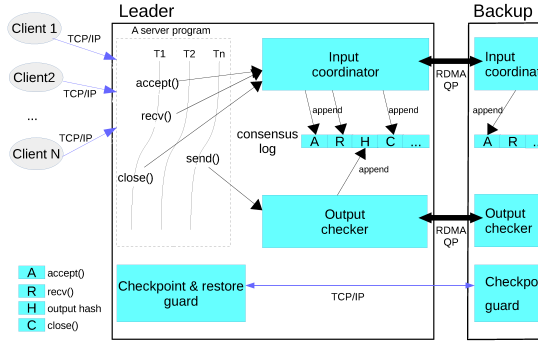 Leader
Backup
Client 1
TCP/IP
A server program
T1 T2 Tn
Input
coordinator
Input
accept()
RDMA
QP
Client2
TCP/IP
recv()
append
append
append
...
consensus
log
A R H C ...
A R
TCP/IP
Client N
send()
append
close()
Output
checker
Output
checker
RDMA
QP
A accept()
R recv()
H output hash
C close()
Checkpoint & restore
guard
TCP/IP
guard